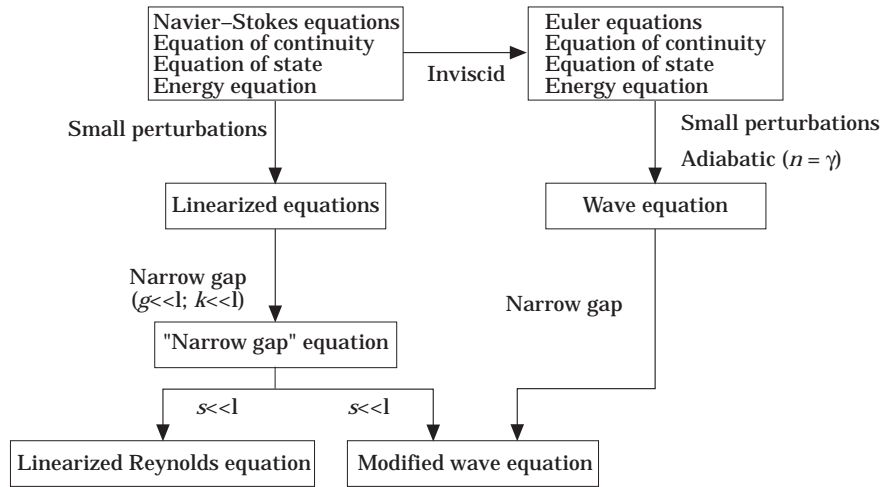 Navier–Stokes equations
Equation of continuity
Equation of state
Energy equation
Inviscid
Euler equations
Equation of continuity
Equation of state
Energy equation
Small perturbations
Small perturbations
Adiabatic (n = γ)
Linearized equations
Wave equation
Narrow gap
(g<<l; k<<l)
Narrow gap
"Narrow gap" equation
s<<l
s<<l
Linearized Reynolds equation
Modified wave equation